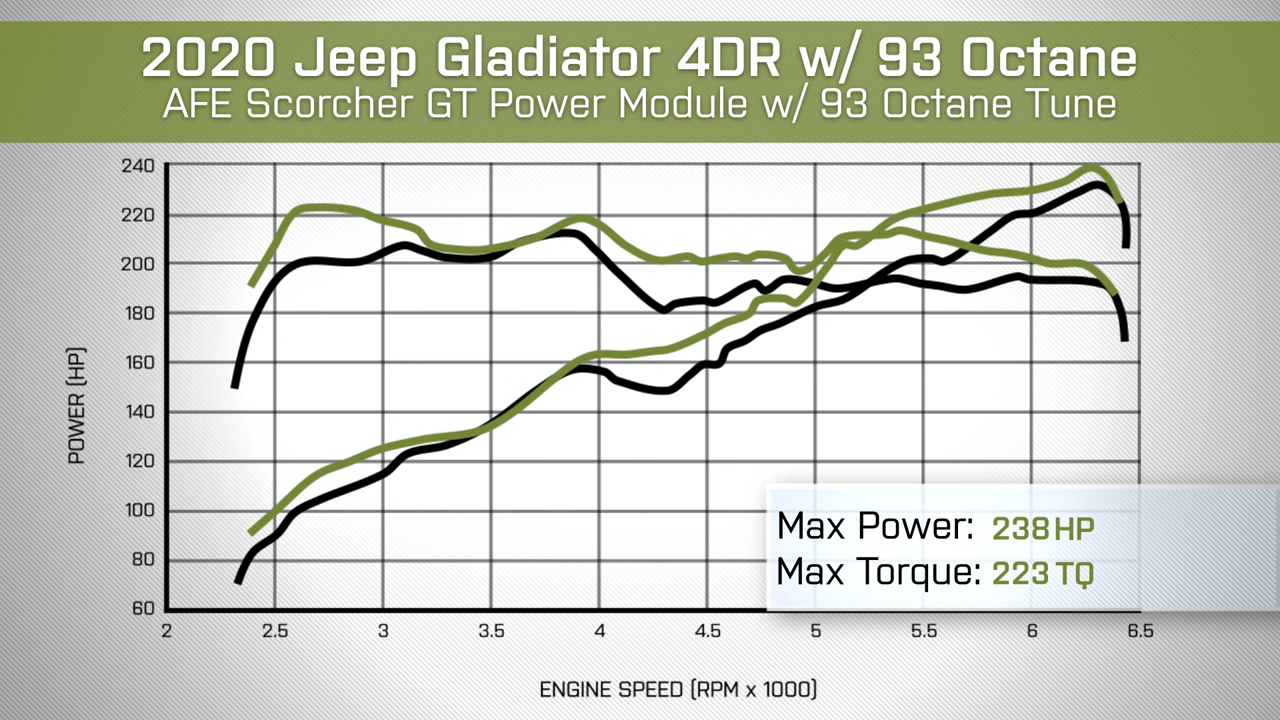 2020 Jeep Gladiator 4DR w/ 93 Octane
AFE Scorcher GT Power Module w/ 93 Octane Tune
240
220
200
180
160
140
120
100
80
60
POWER (HP)
Max Power: 238 HP
Max Torque: 223 TQ
2 2.5 3 3.5 4 4.5 5 5.5 6 6.5
ENGINE SPEED (RPM x 1000)